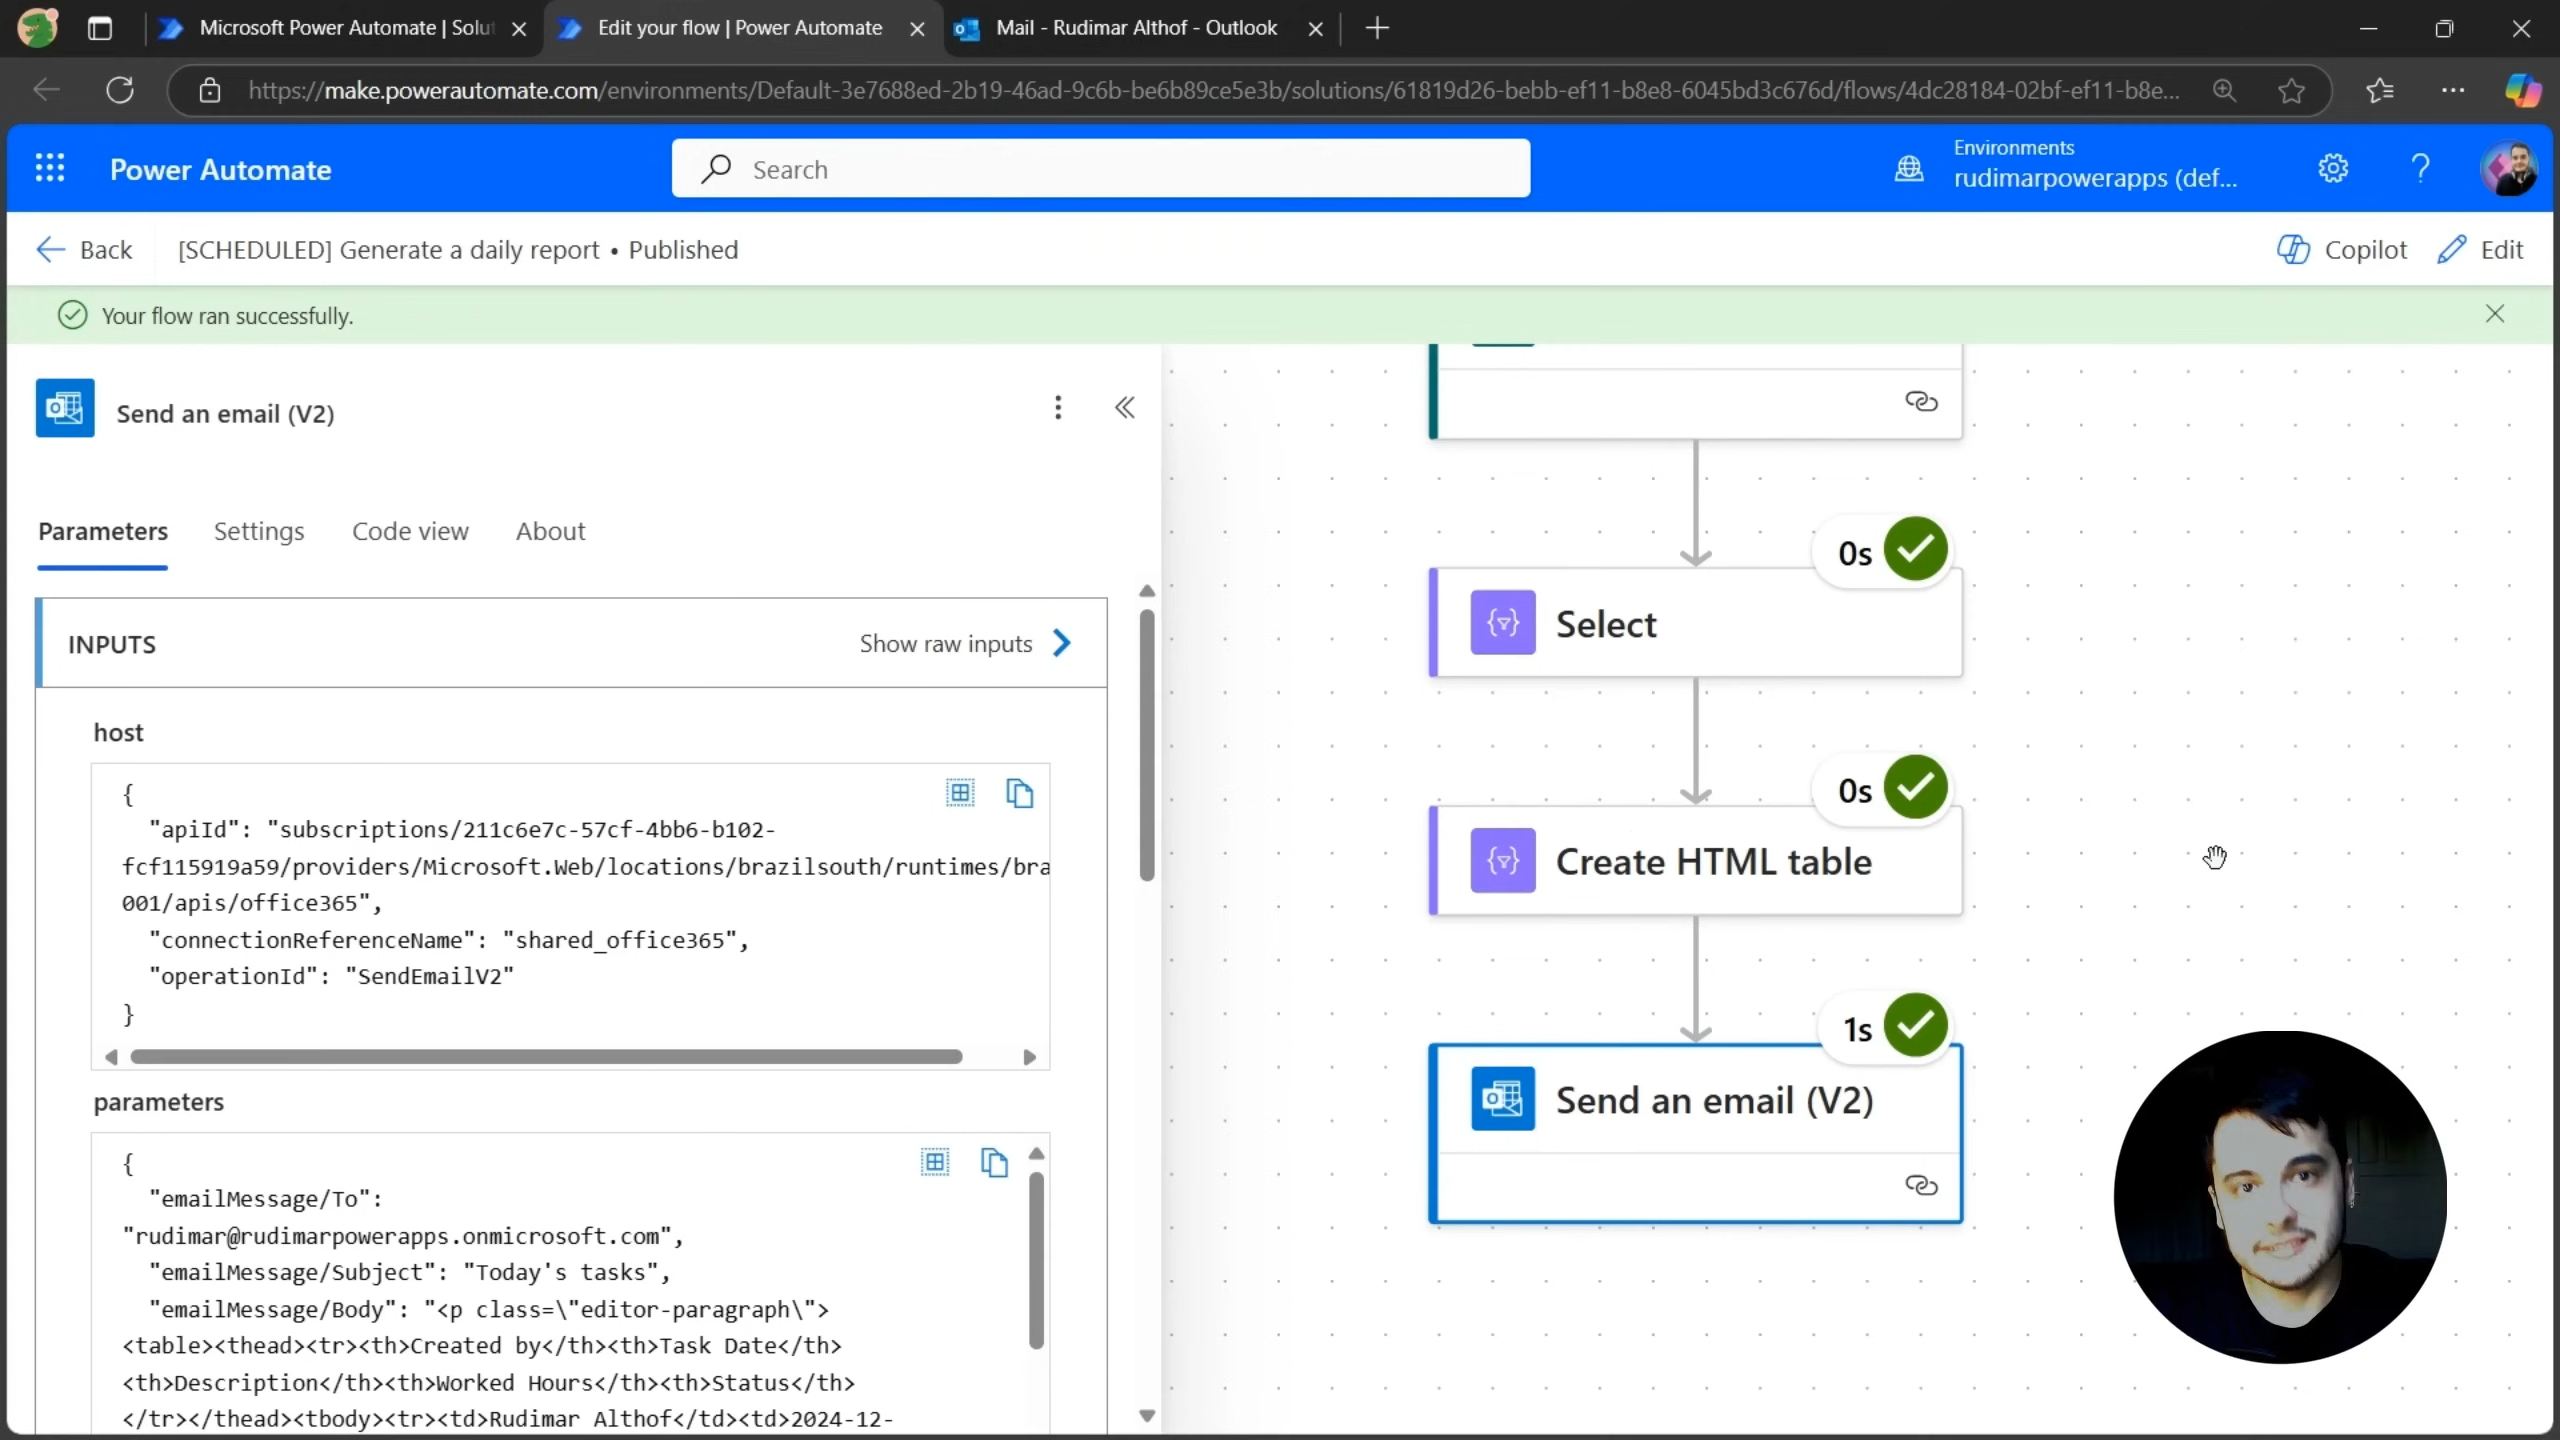 Microsoft Power Automate | Solut
Edit your flow | Power Automate
Mail - Rudimar Althof - Outlook
https://make.powerautomate.com/environments/Default-3e7688ed-2b19-46ad-9c6b-be6b89ce5e3b/solutions/61819d26-bebb-ef11-b8e8-6045bd3c676d/flows/4dc28184-02bf-ef11-b8e...
Power Automate
Search
Environments
rudimarpowerapps (def...
Back
[SCHEDULED] Generate a daily report • Published
Copilot
Edit
Your flow ran successfully.
Send an email (V2)
Parameters
Settings
Code view
About
INPUTS
Show raw inputs
host
{
"apiId": "subscriptions/211c6e7c-57cf-4bb6-b102-
fcf115919a59/providers/Microsoft.Web/locations/brazilsouth/runtimes/bra
001/apis/office365",
"connectionReferenceName": "shared_office365",
"operationId": "SendEmailV2"
}
parameters
{
"emailMessage/To":
"rudimar@rudimarpowerapps.onmicrosoft.com",
"emailMessage/Subject": "Today's tasks",
"emailMessage/Body": "<p class=\"editor-paragraph\">
<table><thead><tr><th>Created by</th><th>Task Date</th>
<th>Description</th><th>Worked Hours</th><th>Status</th>
</tr></thead><tbody><tr><td>Rudimar Althof</td><td>2024-12-
0s
Select
0s
Create HTML table
1s
Send an email (V2)